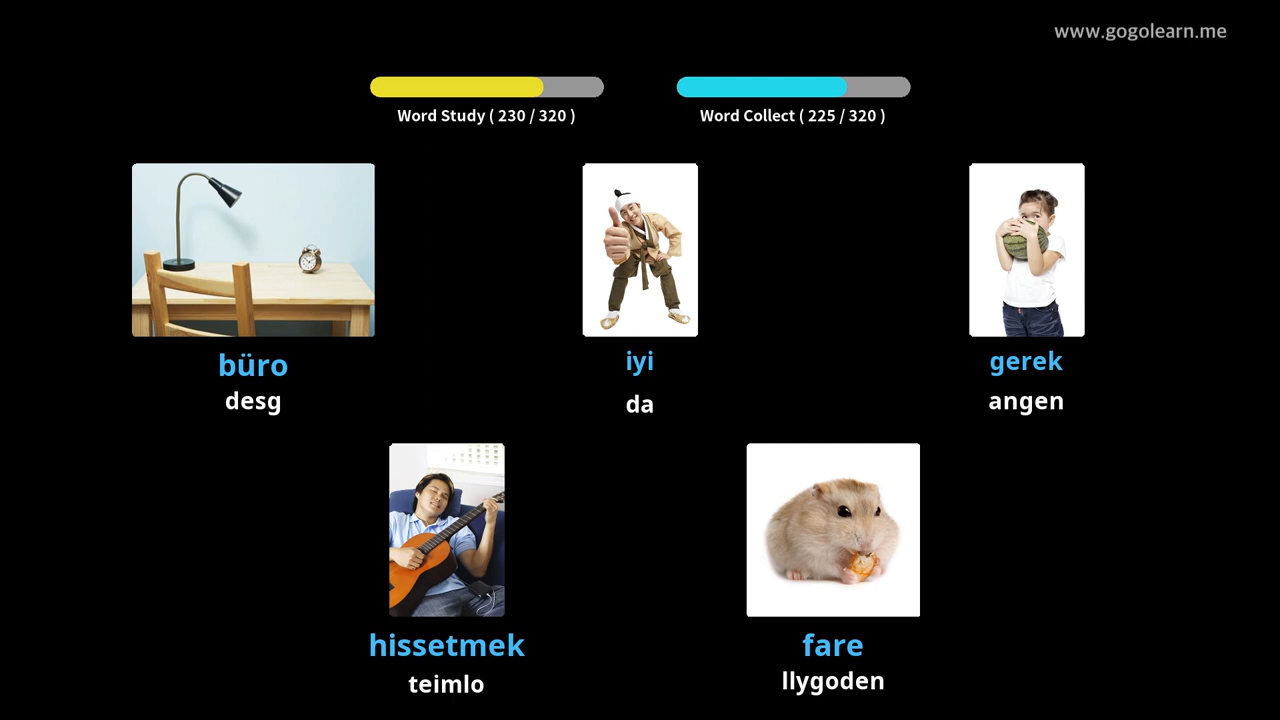 www.gogolearn.me
Word Study ( 230 / 320 )
Word Collect ( 225 / 320 )
büro
desg
iyi
da
gerek
angen
hissetmek
teimlo
fare
llygoden